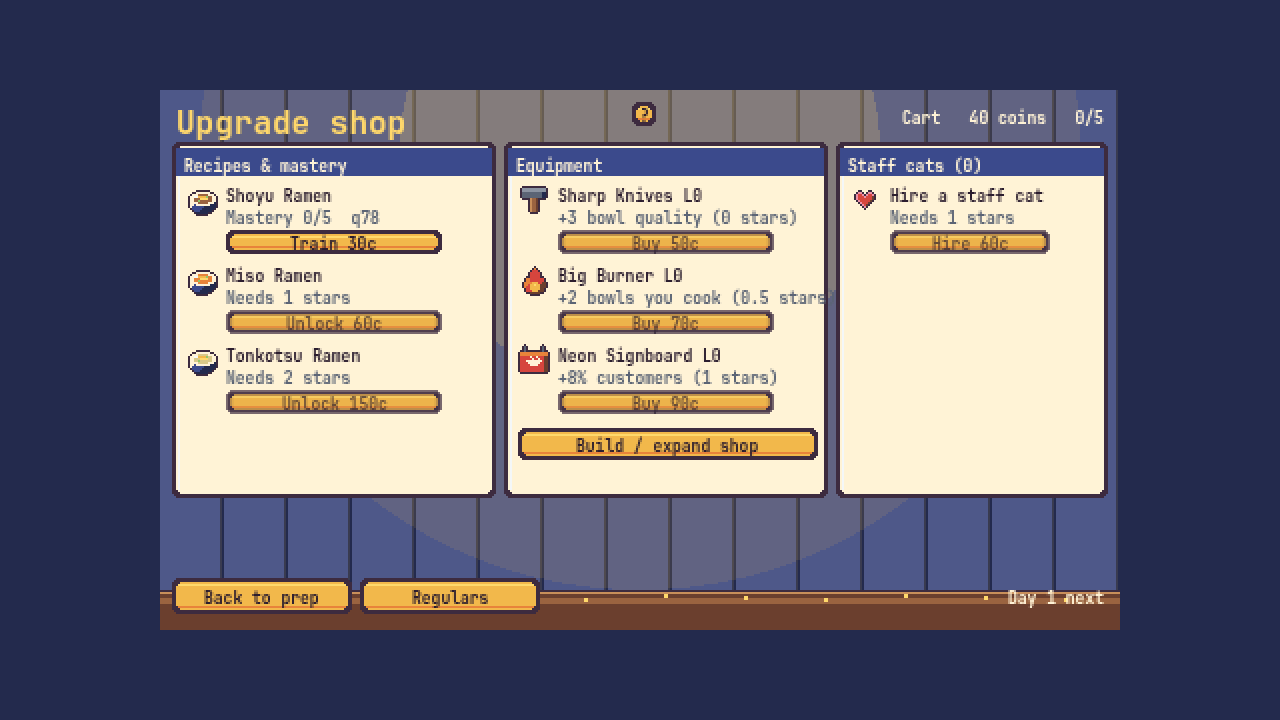 Upgrade shop
?
Cart 40 coins 0/5
Recipes & mastery
Shoyu Ramen
Mastery 0/5 q78
Train 30c
Miso Ramen
Needs 1 stars
Unlock 60c
Tonkotsu Ramen
Needs 2 stars
Unlock 150c
Equipment
Sharp Knives L0
+3 bowl quality (0 stars)
Buy 50c
Big Burner L0
+2 bowls you cook (0.5 stars)
Buy 70c
Neon Signboard L0
+8% customers (1 stars)
Buy 90c
Build / expand shop
Staff cats (0)
Hire a staff cat
Needs 1 stars
Hire 60c
Back to prep
Regulars
Day 1 next